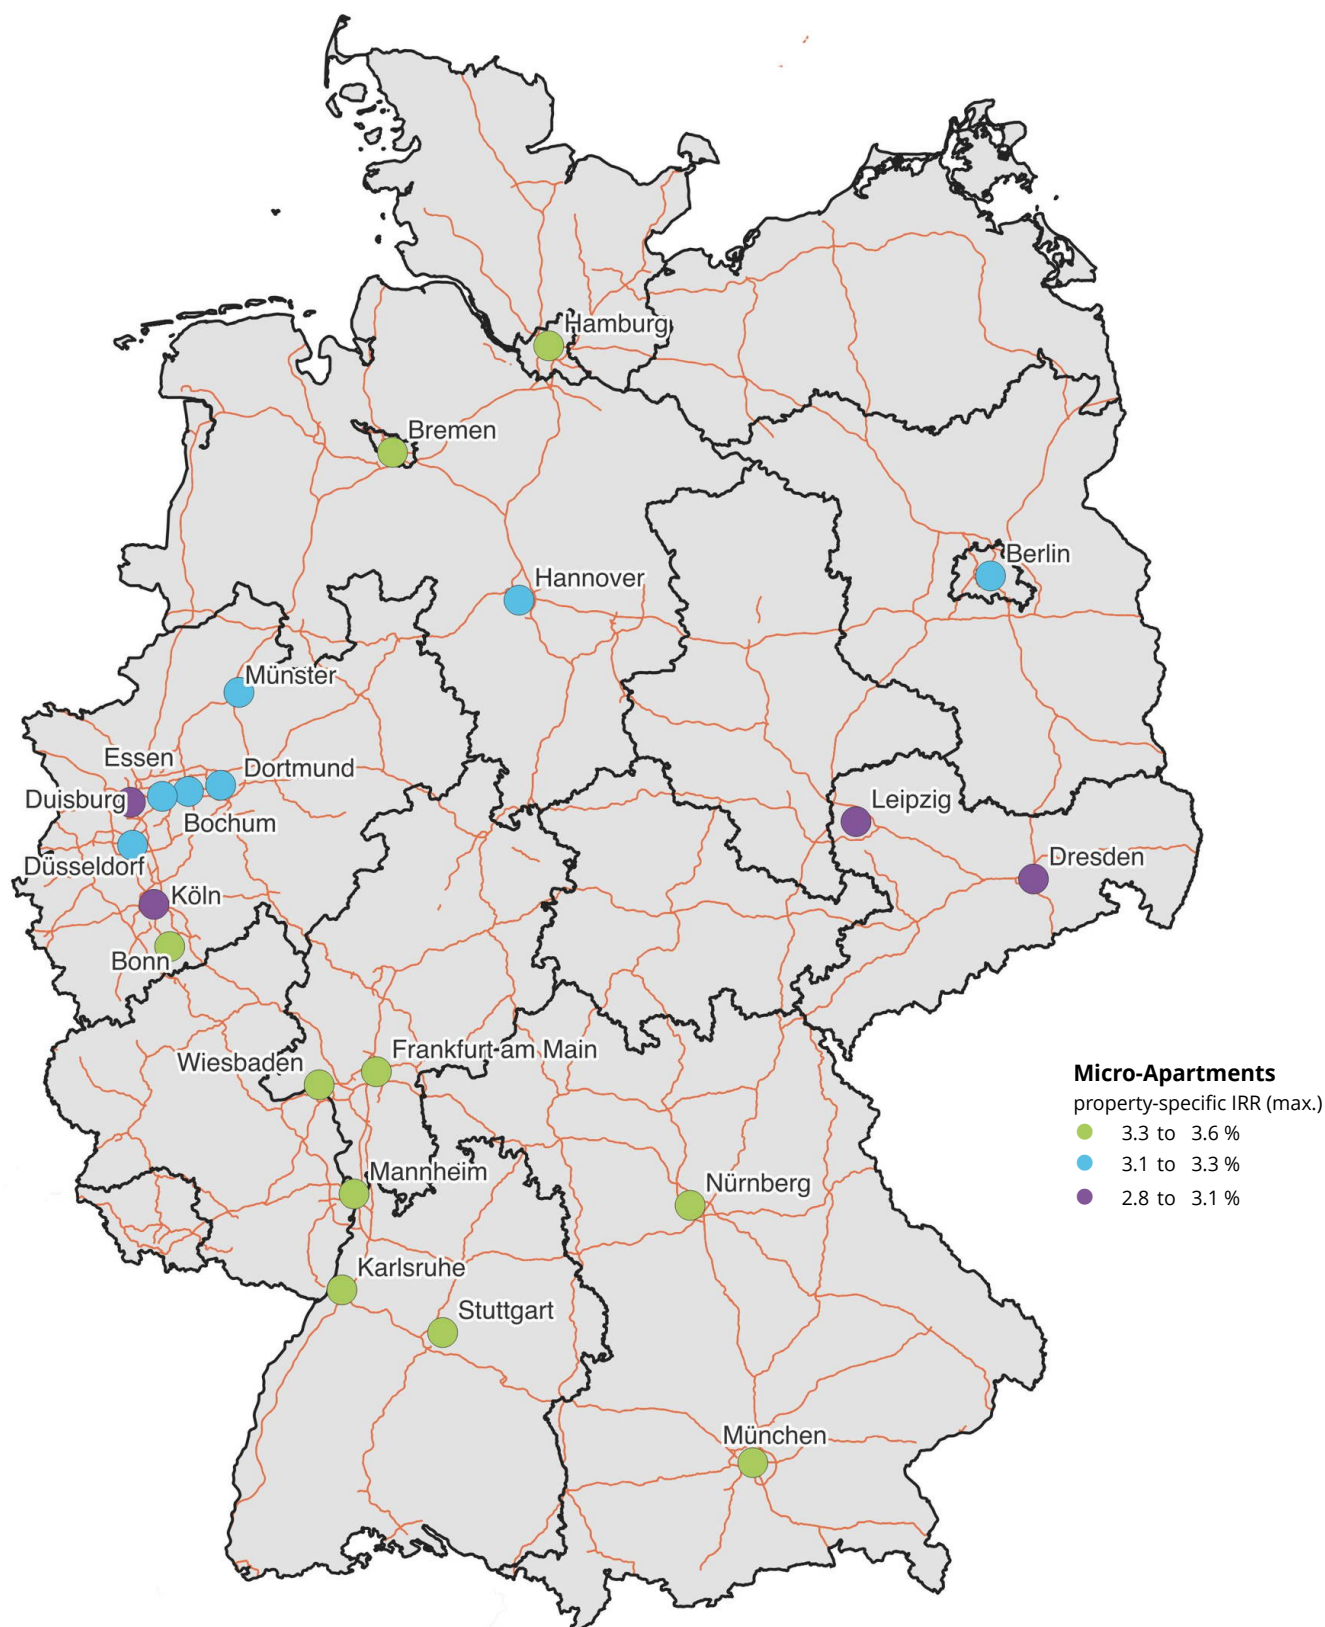 Hamburg
Bremen
Berlin
Hannover
Münster
Essen
Dortmund
Duisburg
Bochum
Leipzig
Düsseldorf
Dresden
Köln
Bonn
Wiesbaden
Frankfurt am Main
Micro-Apartments
property-specific IRR (max.)
3.3 to 3.6 %
3.1 to 3.3 %
2.8 to 3.1 %
Mannheim
Nürnberg
Karlsruhe
Stuttgart
München